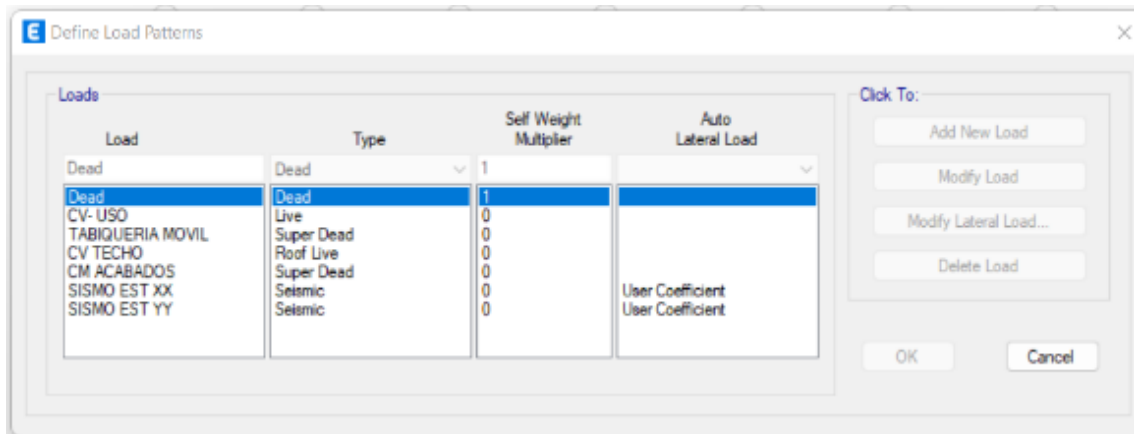 E Define Load Patterns
Loads
Click To:
Load Type Self Weight Multiplier Auto Lateral Load
Dead Dead 1
Add New Load
Dead Dead 1
Modify Load
CV- USO Live 0
TABIQUERIA MOVIL Super Dead 0
Modify Lateral Load...
CV TECHO Roof Live 0
CM ACABADOS Super Dead 0
Delete Load
SISMO EST XX Seismic 0 User Coefficient
SISMO EST YY Seismic 0 User Coefficient
OK Cancel